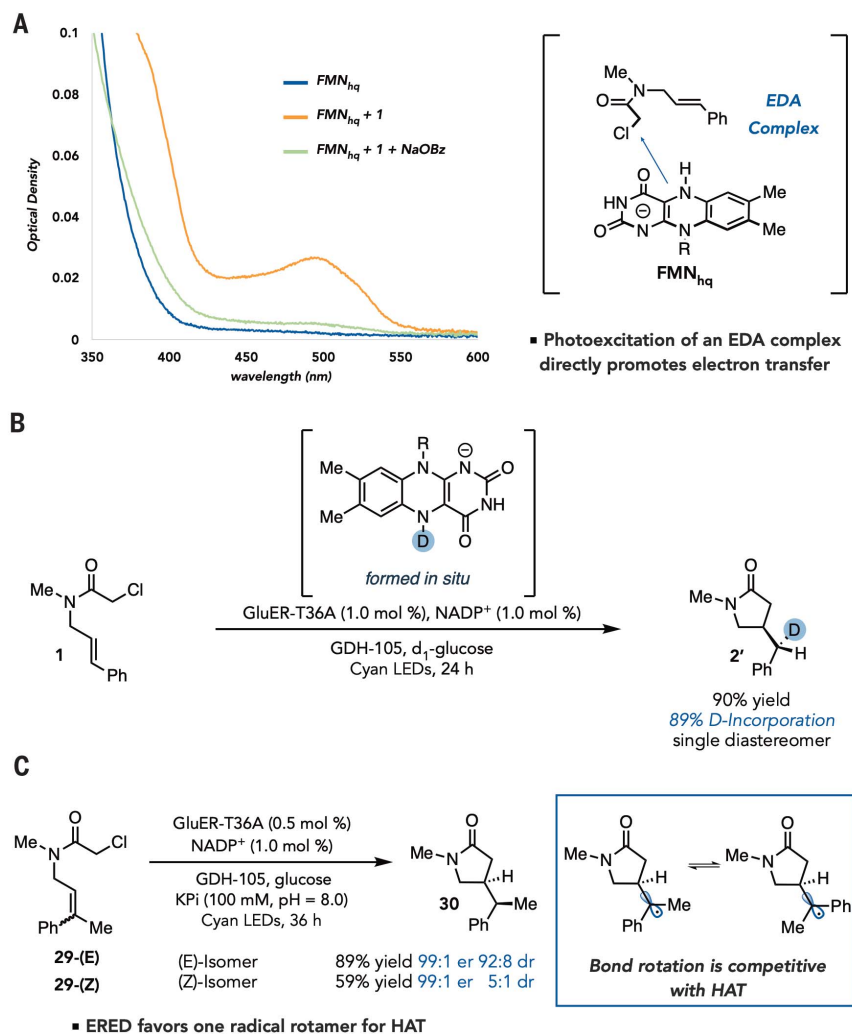 A
0.1
0.08
0.06
0.04
0.02
0
Optical Density
350 400 450 500 550 600
wavelength (nm)
FMNhq
FMNhq + 1
FMNhq + 1 + NaOBz
Me
N
O
Cl
Ph
EDA
Complex
H
O
N
Me
HN
⊖
O
N
N
Me
R
FMNhq
▪ Photoexcitation of an EDA complex
directly promotes electron transfer
B
R
⊖
Me
N
N
O
NH
Me
N
O
D
formed in situ
O
Me
N
Cl
1
Ph
GluER-T36A (1.0 mol %), NADP+ (1.0 mol %)
GDH-105, d1-glucose
Cyan LEDs, 24 h
O
Me
N
D
H
2′
Ph
90% yield
89% D-Incorporation
single diastereomer
C
O
Me
N
Cl
Ph
Me
29-(E)
29-(Z)
GluER-T36A (0.5 mol %)
NADP+ (1.0 mol %)
GDH-105, glucose
KPi (100 mM, pH = 8.0)
Cyan LEDs, 36 h
(E)-Isomer 89% yield 99:1 er 92:8 dr
(Z)-Isomer 59% yield 99:1 er 5:1 dr
O
Me
N
H
30
Me
Ph
O
Me
N
H
Me
Ph
O
Me
N
H
Ph
Me
Bond rotation is competitive
with HAT
▪ ERED favors one radical rotamer for HAT